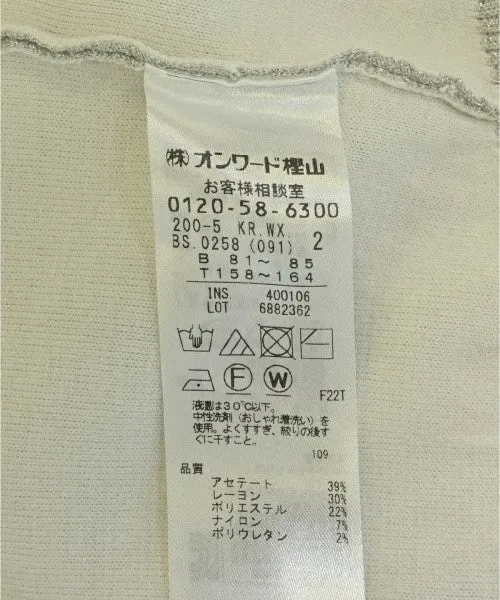 (株)オンワード樫山
お客様相談室
0120-58-6300
200-5 KR.WX. 2
BS.0258 (091)
B 81~ 85
T158~164
INS. 400106
LOT 6882362
F W
F22T
液温は30℃以下。
中性洗剤(おしゃれ着洗い)を
使用。よくすすぎ、絞りの後す
ぐに干すこと。
109
品質
アセテート 39%
レーヨン 30%
ポリエステル 22%
ナイロン 7%
ポリウレタン 2%